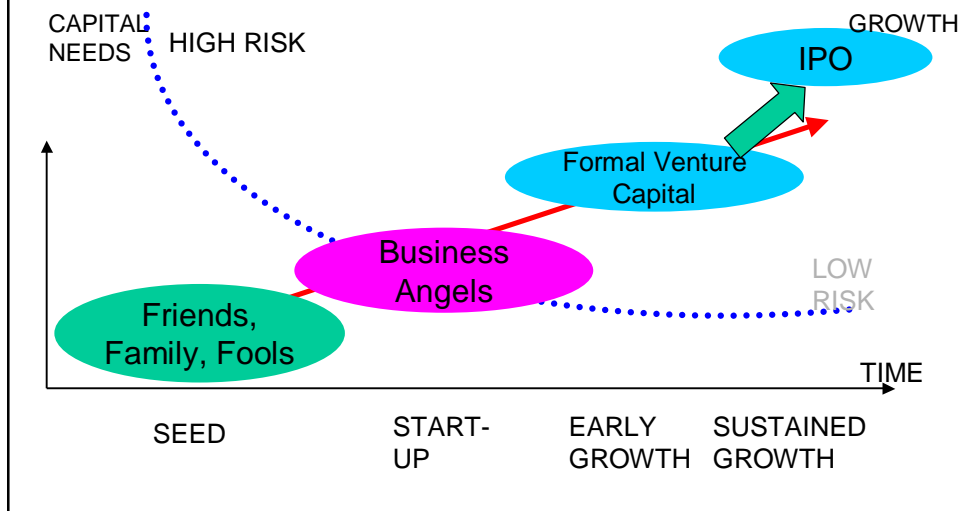 CAPITAL
NEEDS
HIGH RISK
GROWTH
IPO
Formal Venture
Capital
Business
Angels
LOW
RISK
Friends,
Family, Fools
TIME
SEED
START-
UP
EARLY
GROWTH
SUSTAINED
GROWTH